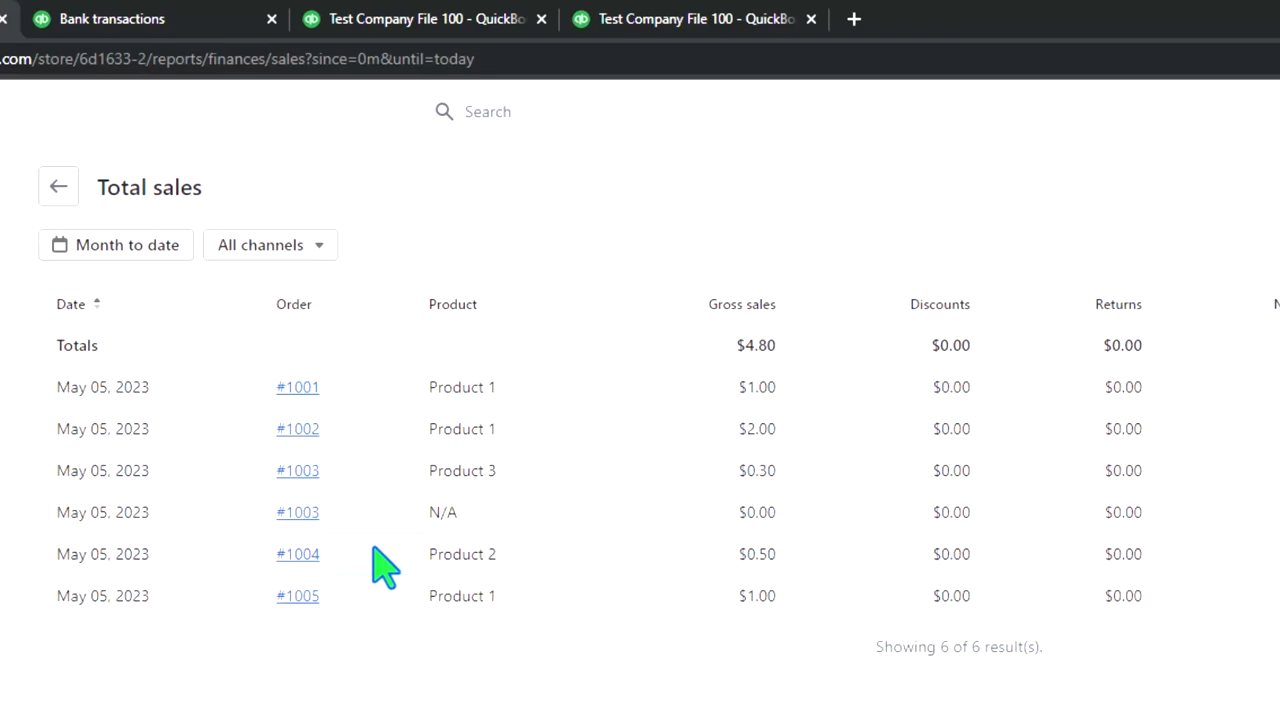 Bank transactions
Test Company File 100 - QuickBo
Test Company File 100 - QuickBo
.com/store/6d1633-2/reports/finances/sales?since=0m&until=today
Search
Total sales
Month to date
All channels
Date Order Product Gross sales Discounts Returns N
Totals $4.80 $0.00 $0.00
May 05, 2023 #1001 Product 1 $1.00 $0.00 $0.00
May 05, 2023 #1002 Product 1 $2.00 $0.00 $0.00
May 05, 2023 #1003 Product 3 $0.30 $0.00 $0.00
May 05, 2023 #1003 N/A $0.00 $0.00 $0.00
May 05, 2023 #1004 Product 2 $0.50 $0.00 $0.00
May 05, 2023 #1005 Product 1 $1.00 $0.00 $0.00
Showing 6 of 6 result(s).